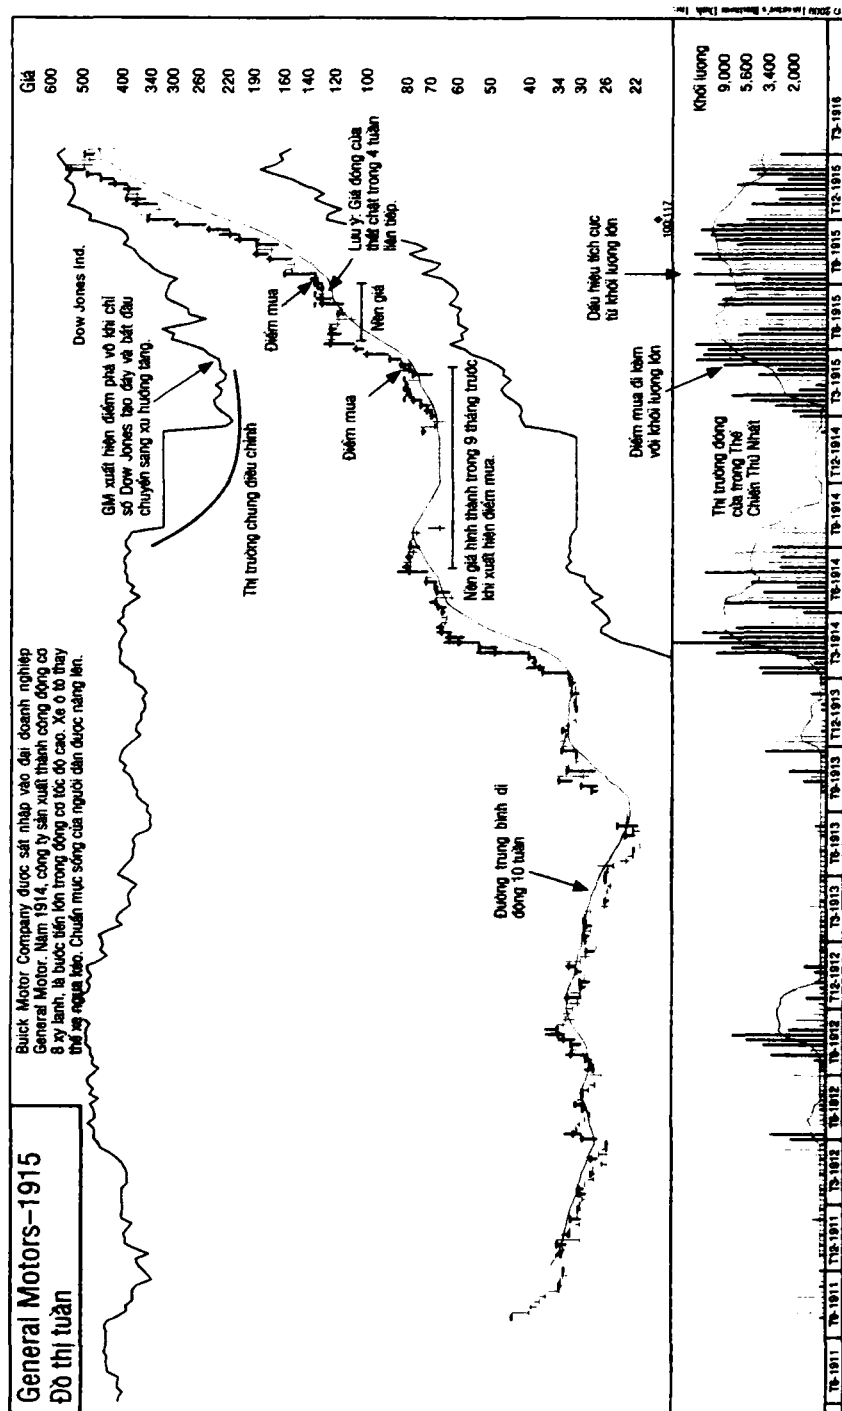 General Motors–1915
Đồ thị tuần
Buick Motor Company được sát nhập vào đại doanh nghiệp
General Motor. Năm 1914, công ty sản xuất thành công động cơ
8 xy lanh, là bước tiến lớn trong động cơ tốc độ cao. Xe ô tô thay
thế xe ngựa kéo. Chuẩn mục sống của người dân được nâng lên.
GM xuất hiện điểm phá vỡ khi chỉ
số Dow Jones tạo đáy và bắt đầu
chuyển sang xu hướng tăng.
Dow Jones Ind.
Thị trường chung điều chỉnh
Điểm mua
Điểm mua
Lưu ý: Giá đóng cửa
thắt chặt trong 4 tuần
liên tiếp.
Nền giá
Nền giá hình thành trong 9 tháng trước
khi xuất hiện điểm mua.
Đường trung bình di
động 10 tuần
Giá
600
500
400
340
300
260
220
190
160
140
120
100
80
70
60
50
40
34
30
26
22
Dấu hiệu tích cực
từ khối lượng lớn
Điểm mua đi kèm
với khối lượng lớn
Thị trường đóng
cửa trong Thế
Chiến Thứ Nhất
109,117
Khối lượng
9,000
5,600
3,400
2,000
T6-1911
T9-1911
T12-1911
T3-1912
T6-1912
T9-1912
T12-1912
T3-1913
T6-1913
T9-1913
T12-1913
T3-1914
T6-1914
T9-1914
T12-1914
T3-1915
T6-1915
T9-1915
T12-1915
T3-1916